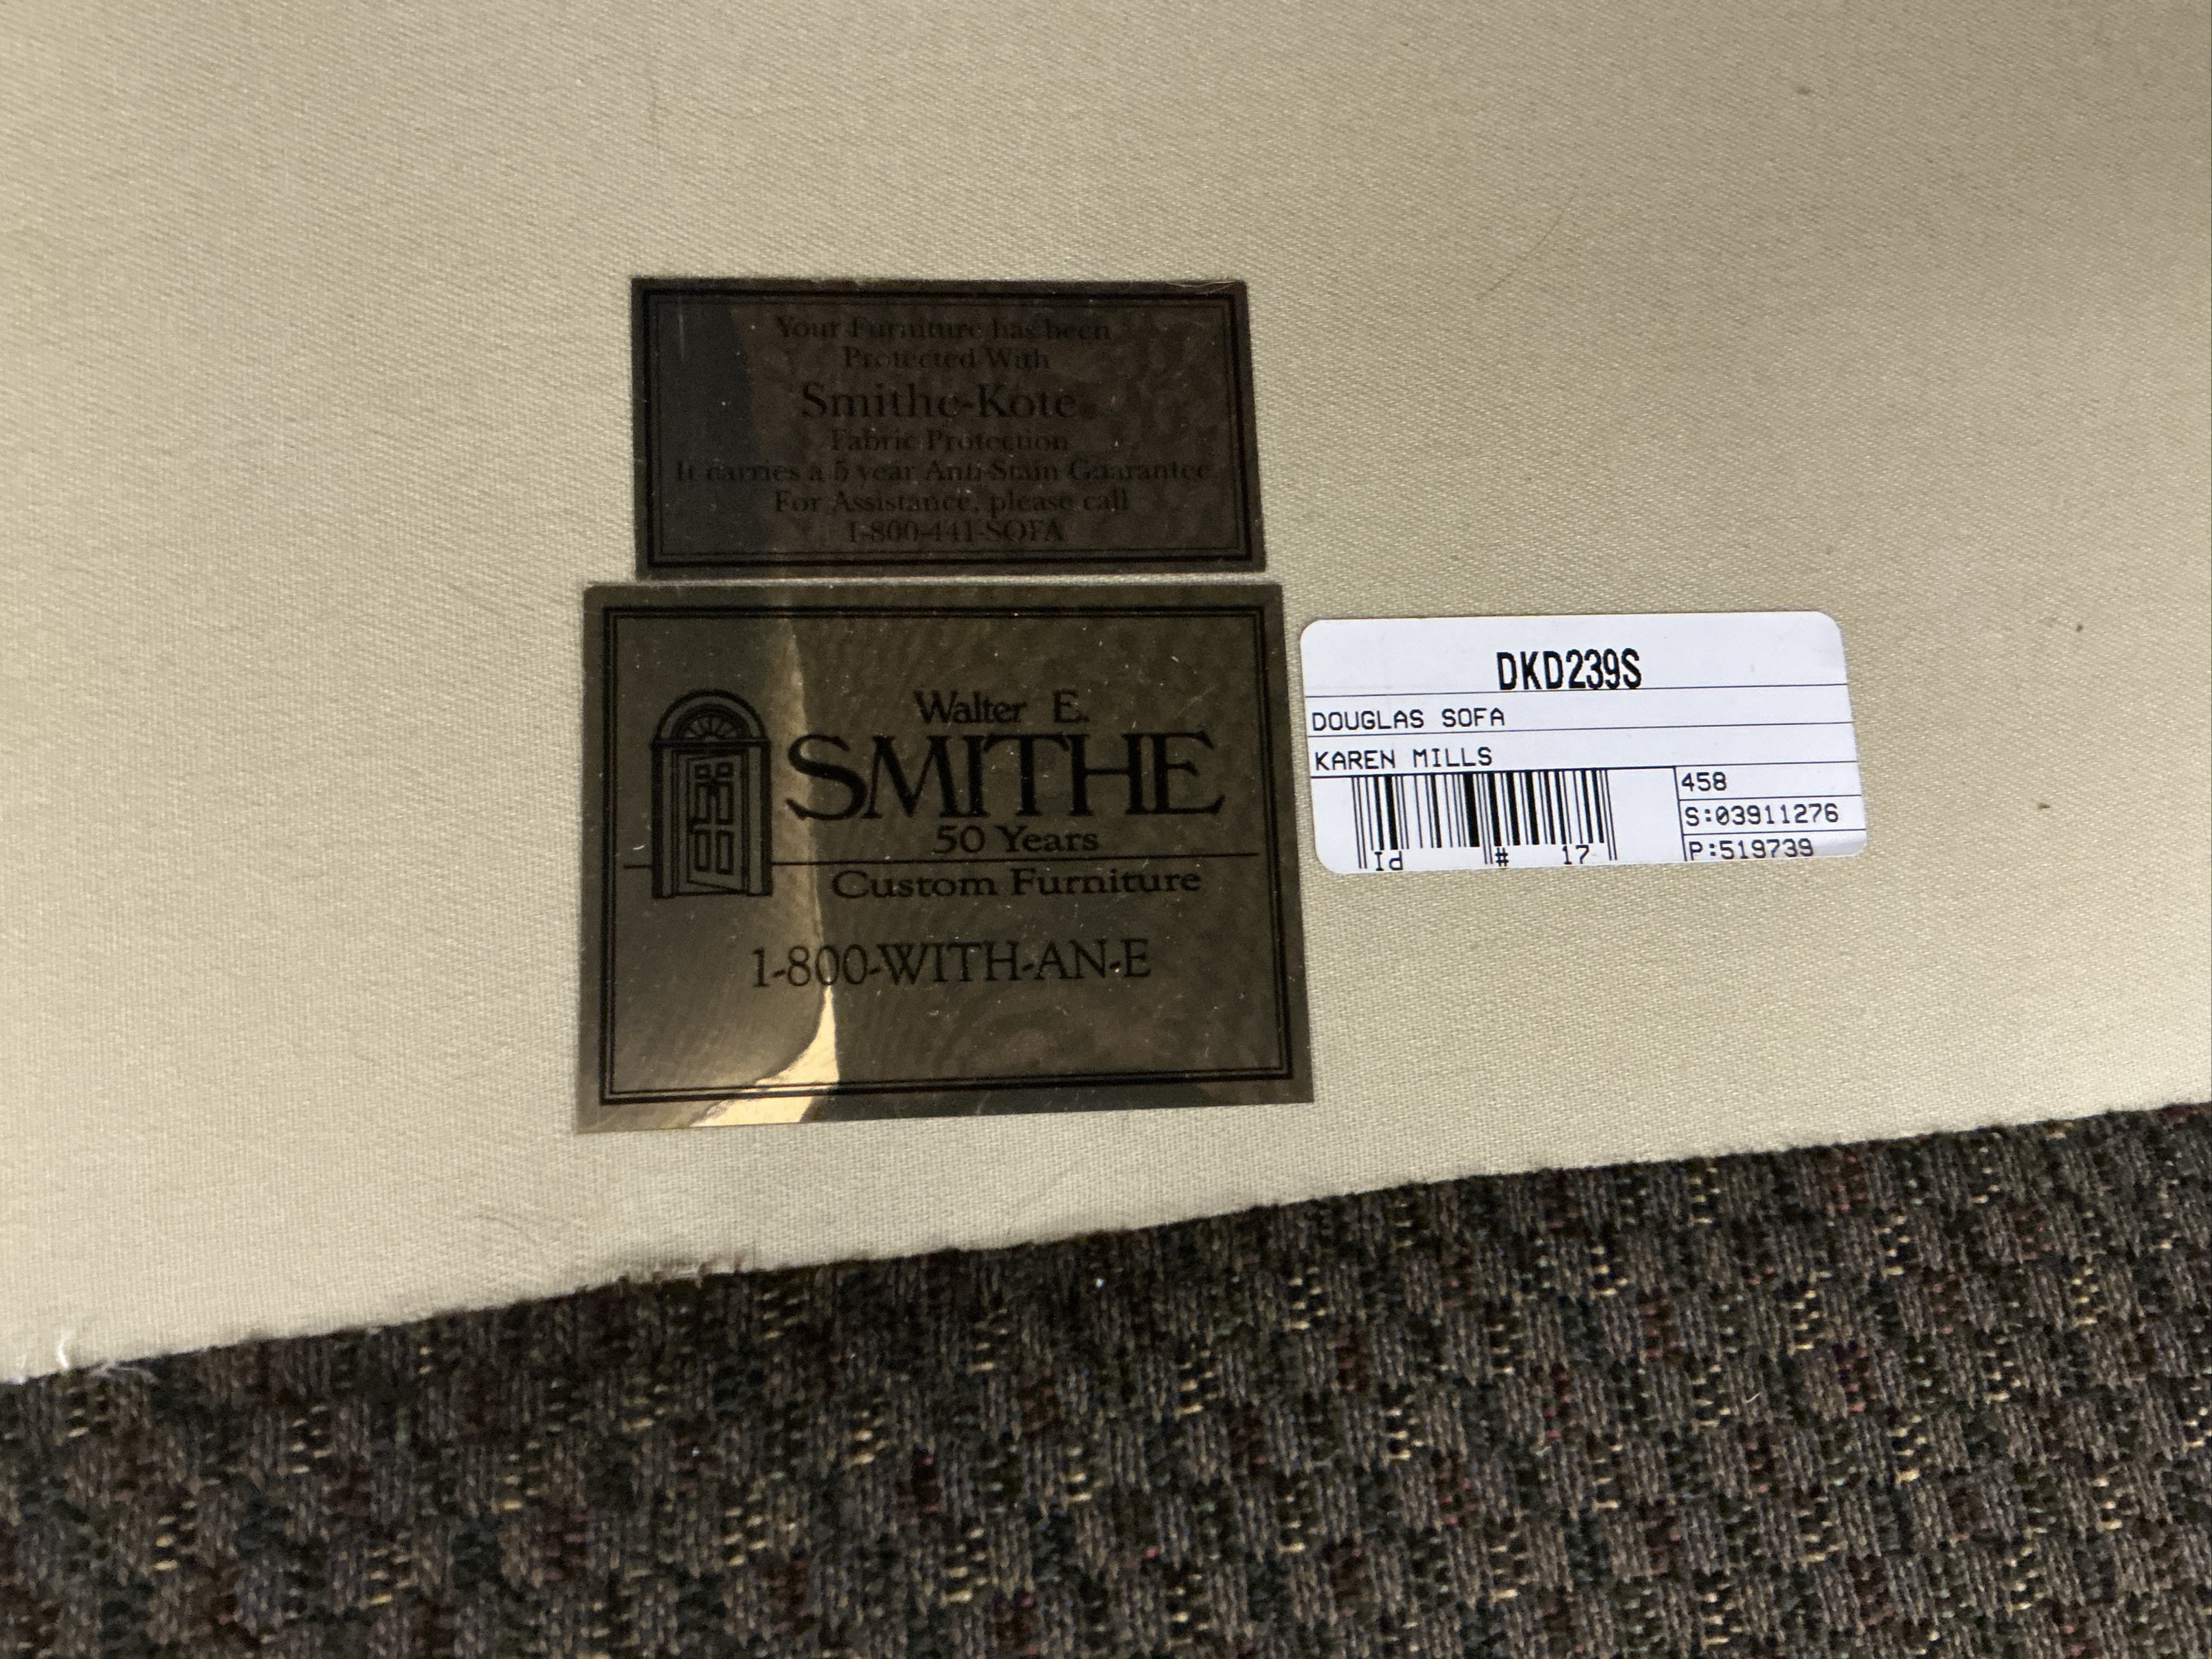 Your Furniture has been
Protected With
Smithe-Kote
Fabric Protection
It carries a 5 year Anti-Stain Guarantee
For Assistance, please call
1-800-441-SOFA
Walter E.
SMITHE
50 Years
Custom Furniture
1-800-WITH-AN-E
DKD239S
DOUGLAS SOFA
KAREN MILLS
458
S:03911276
P:519739
Id # 17